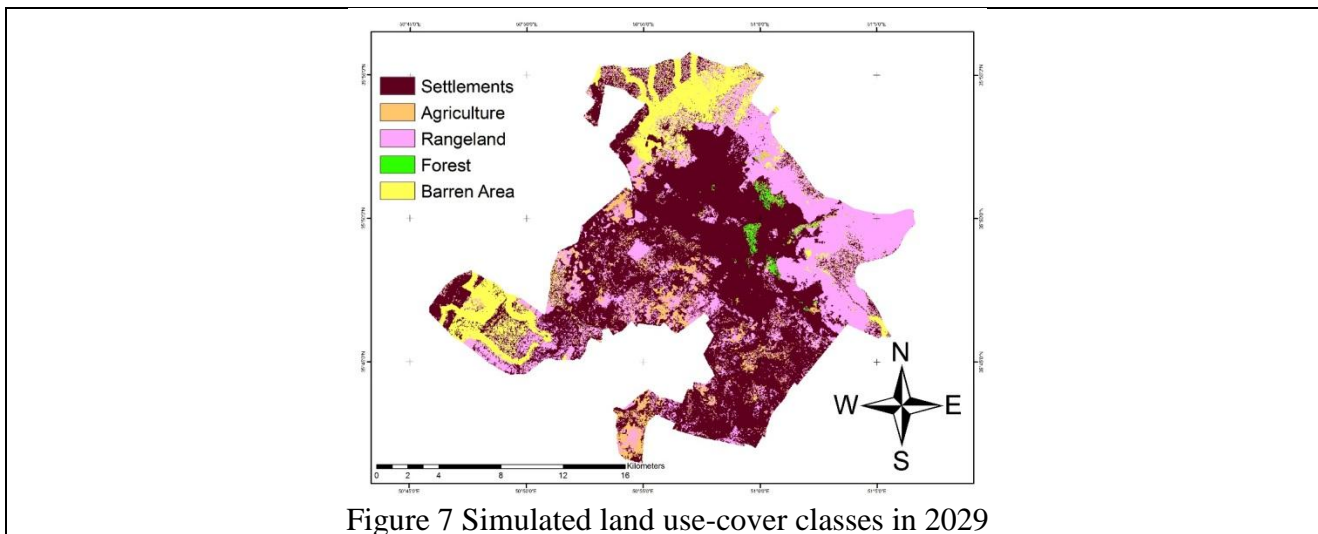 Settlements
Agriculture
Rangeland
Forest
Barren Area
N
W E
S
Kilometers
0 2 4 8 12 16
Figure 7 Simulated land use-cover classes in 2029